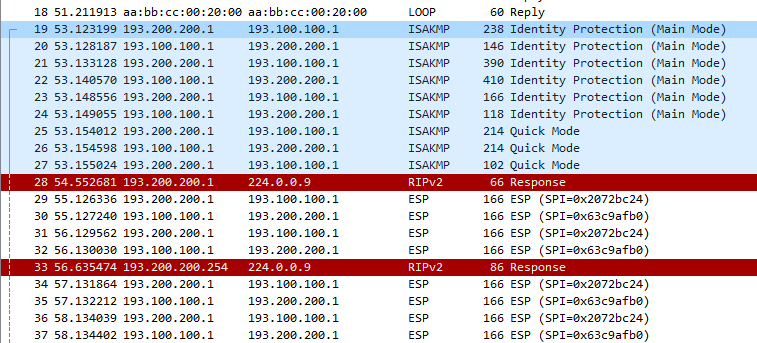 18 51.211913 aa:bb:cc:00:20:00 aa:bb:cc:00:20:00 LOOP 60 Reply
19 53.123199 193.200.200.1 193.100.100.1 ISAKMP 238 Identity Protection (Main Mode)
20 53.128187 193.100.100.1 193.200.200.1 ISAKMP 146 Identity Protection (Main Mode)
21 53.133128 193.200.200.1 193.100.100.1 ISAKMP 390 Identity Protection (Main Mode)
22 53.140570 193.100.100.1 193.200.200.1 ISAKMP 410 Identity Protection (Main Mode)
23 53.148556 193.200.200.1 193.100.100.1 ISAKMP 166 Identity Protection (Main Mode)
24 53.149055 193.100.100.1 193.200.200.1 ISAKMP 118 Identity Protection (Main Mode)
25 53.154012 193.200.200.1 193.100.100.1 ISAKMP 214 Quick Mode
26 53.154598 193.100.100.1 193.200.200.1 ISAKMP 214 Quick Mode
27 53.155024 193.200.200.1 193.100.100.1 ISAKMP 102 Quick Mode
28 54.552681 193.200.200.1 224.0.0.9 RIPv2 66 Response
29 55.126336 193.200.200.1 193.100.100.1 ESP 166 ESP (SPI=0x2072bc24)
30 55.127240 193.100.100.1 193.200.200.1 ESP 166 ESP (SPI=0x63c9afb0)
31 56.129562 193.200.200.1 193.100.100.1 ESP 166 ESP (SPI=0x2072bc24)
32 56.130030 193.100.100.1 193.200.200.1 ESP 166 ESP (SPI=0x63c9afb0)
33 56.635474 193.200.200.254 224.0.0.9 RIPv2 86 Response
34 57.131864 193.200.200.1 193.100.100.1 ESP 166 ESP (SPI=0x2072bc24)
35 57.132212 193.100.100.1 193.200.200.1 ESP 166 ESP (SPI=0x63c9afb0)
36 58.134039 193.200.200.1 193.100.100.1 ESP 166 ESP (SPI=0x2072bc24)
37 58.134402 193.100.100.1 193.200.200.1 ESP 166 ESP (SPI=0x63c9afb0)